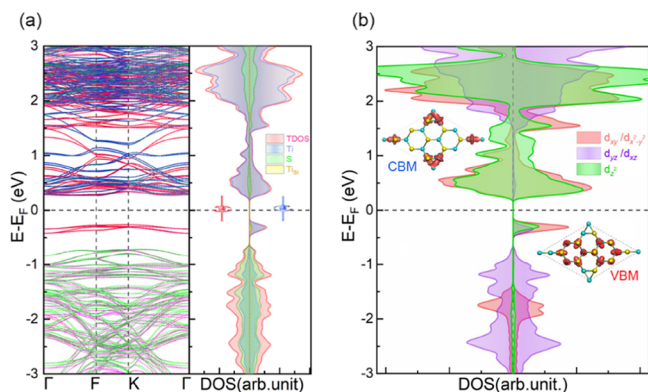 (a)
3
2
1
0
-1
-2
-3
E-E_F (eV)
Γ
F
K
Γ
TDOS
Ti
S
Ti_Si
DOS(arb.unit)
(b)
3
2
1
0
-1
-2
-3
E-E_F (eV)
CBM
d_xy/d_x²-y²
d_yz/d_xz
d_z²
VBM
DOS(arb.unit.)